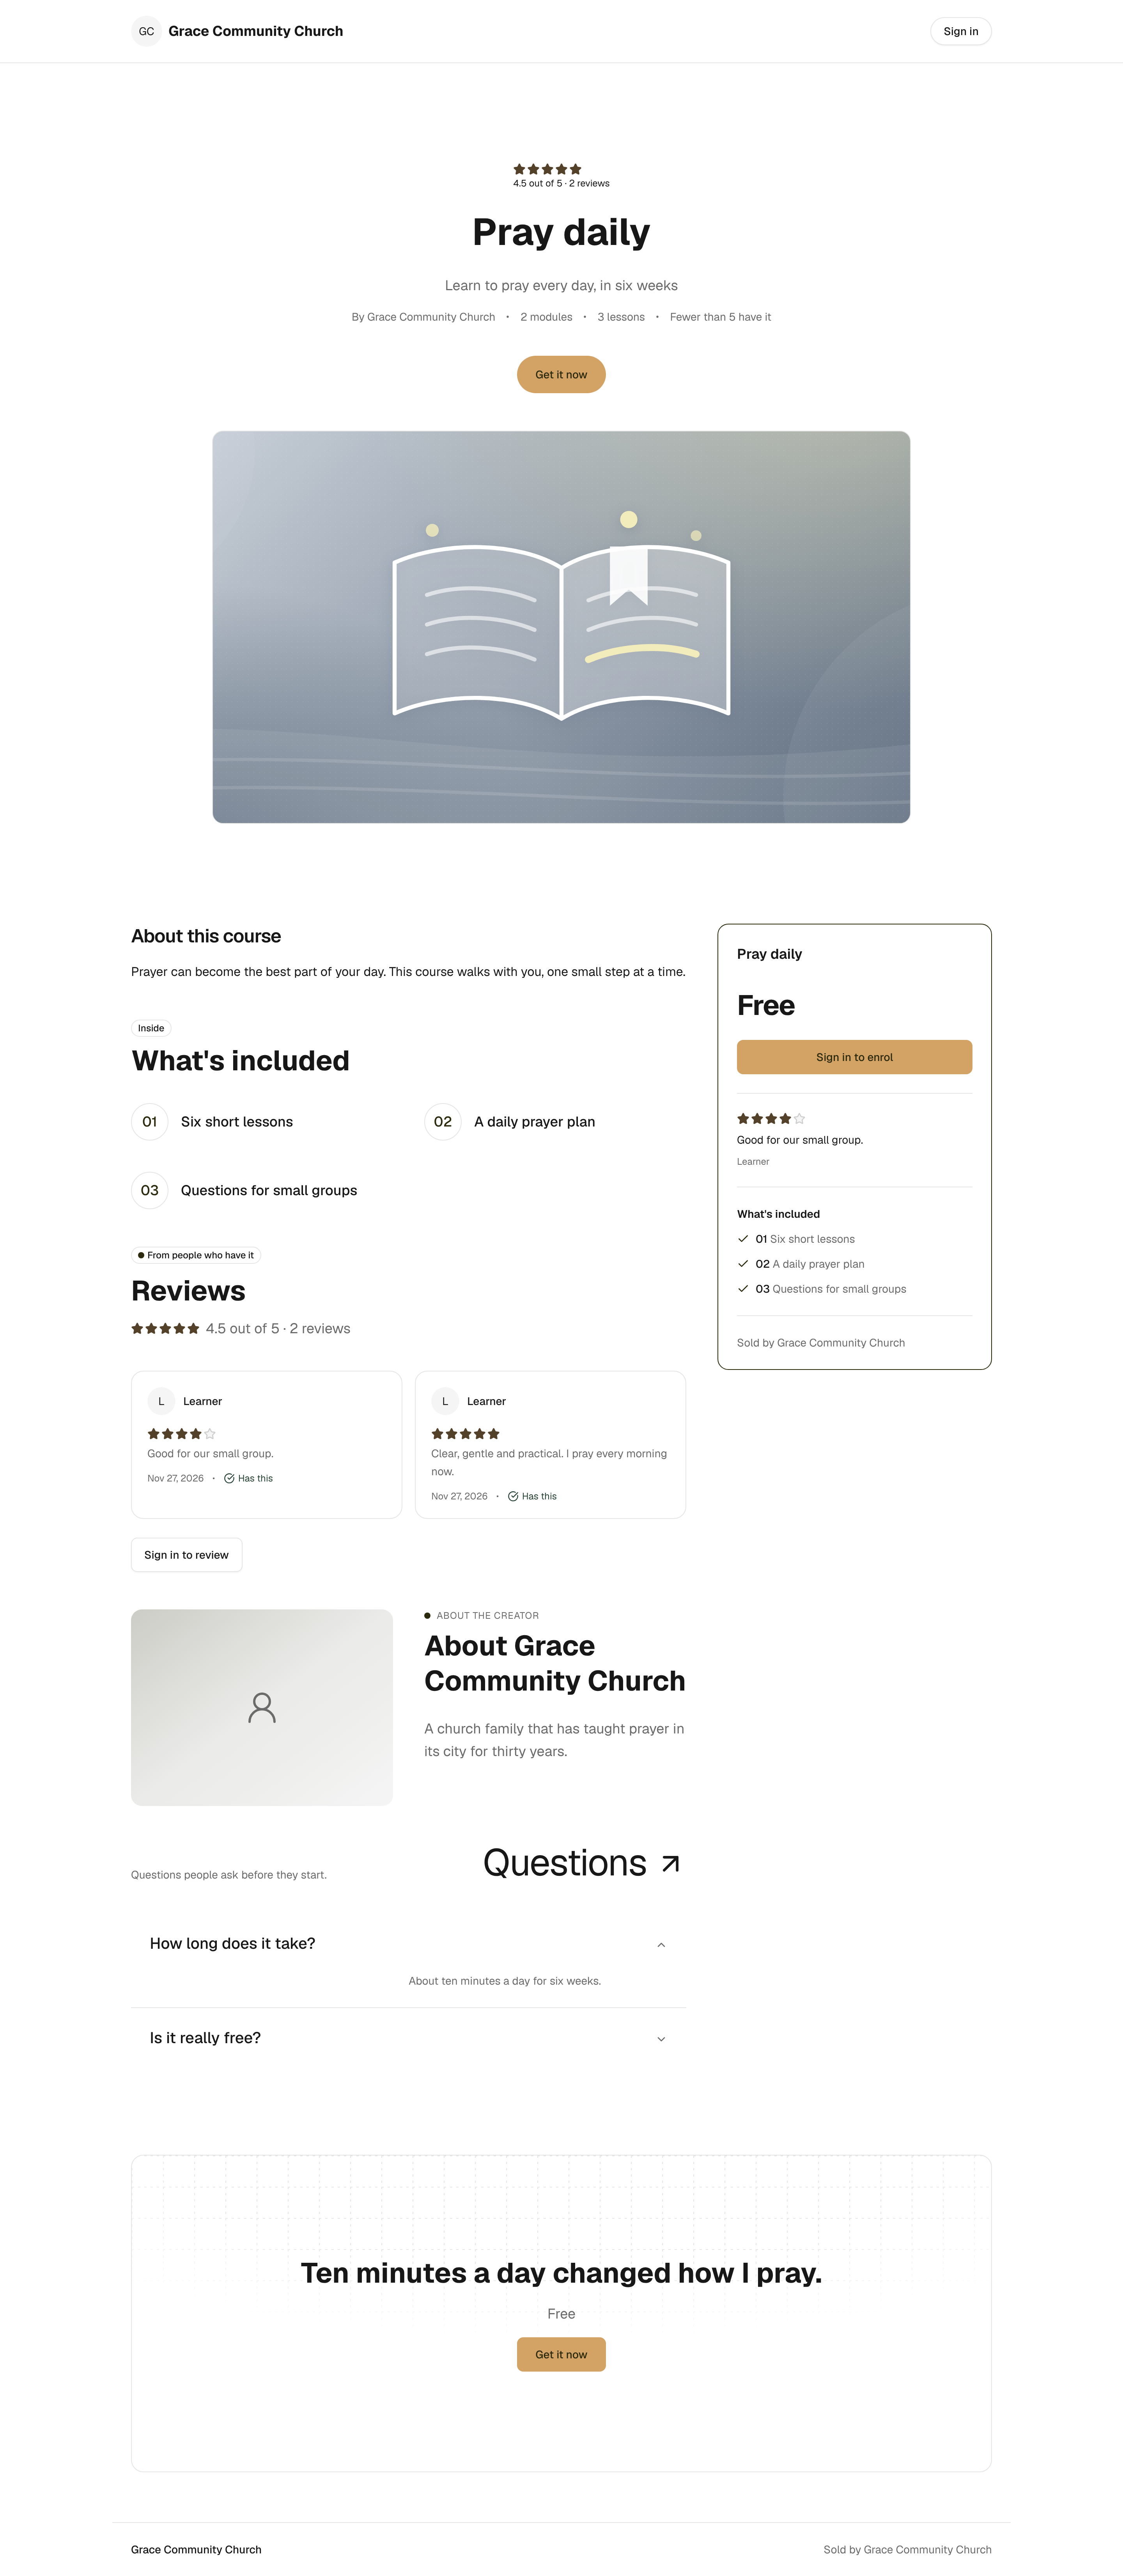 GC
Grace Community Church
Sign in
4.5 out of 5 · 2 reviews
Pray daily
Learn to pray every day, in six weeks
By Grace Community Church • 2 modules • 3 lessons • Fewer than 5 have it
Get it now
About this course
Prayer can become the best part of your day. This course walks with you, one small step at a time.
Inside
What's included
01 Six short lessons
02 A daily prayer plan
03 Questions for small groups
From people who have it
Reviews
4.5 out of 5 · 2 reviews
L
Learner
Good for our small group.
Nov 27, 2026 • Has this
L
Learner
Clear, gentle and practical. I pray every morning
now.
Nov 27, 2026 • Has this
Sign in to review
ABOUT THE CREATOR
About Grace
Community Church
A church family that has taught prayer in
its city for thirty years.
Questions people ask before they start.
Questions
How long does it take?
About ten minutes a day for six weeks.
Is it really free?
Pray daily
Free
Sign in to enrol
Good for our small group.
Learner
What's included
01 Six short lessons
02 A daily prayer plan
03 Questions for small groups
Sold by Grace Community Church
Ten minutes a day changed how I pray.
Free
Get it now
Grace Community Church
Sold by Grace Community Church